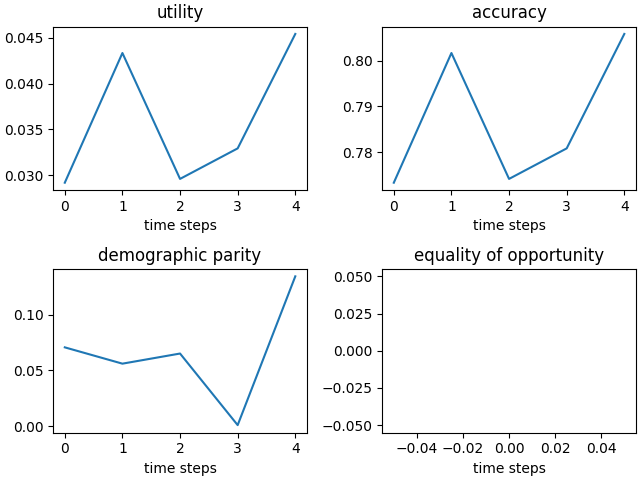 utility
0.045
0.040
0.035
0.030
0 1 2 3 4
time steps
accuracy
0.80
0.79
0.78
0 1 2 3 4
time steps
demographic parity
0.10
0.05
0.00
0 1 2 3 4
time steps
equality of opportunity
0.050
0.025
0.000
−0.025
−0.050
−0.04 −0.02 0.00 0.02 0.04
time steps